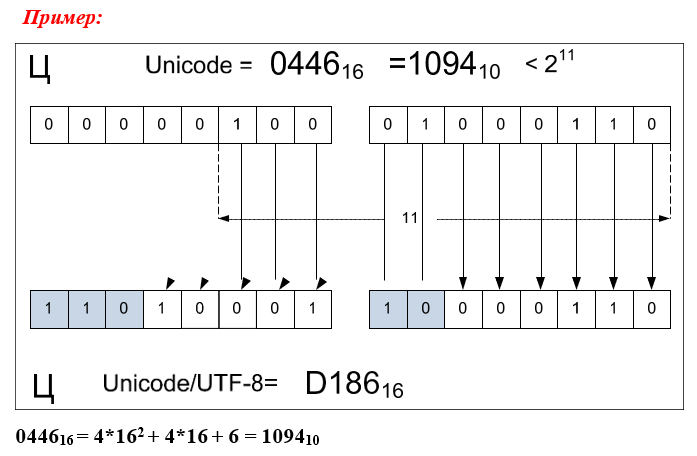 Пример:
Ц Unicode = 0446₁₆ =1094₁₀ < 2¹¹
0 0 0 0 0 1 0 0 0 1 0 0 0 1 1 0
11
1 1 0 1 0 0 0 1 1 0 0 0 0 1 1 0
Ц Unicode/UTF-8= D186₁₆
0446₁₆ = 4*16² + 4*16 + 6 = 1094₁₀